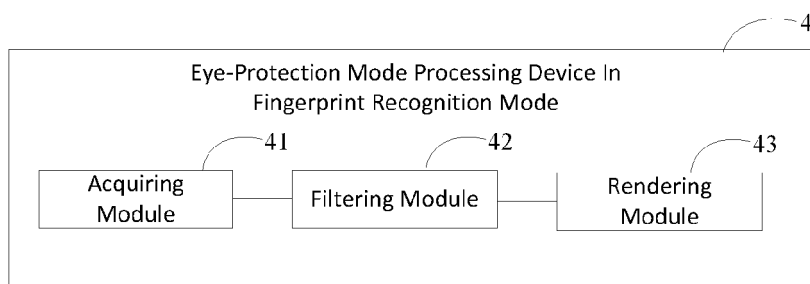 4
Eye-Protection Mode Processing Device In
Fingerprint Recognition Mode
41
42
43
Acquiring
Module
Filtering Module
Rendering
Module